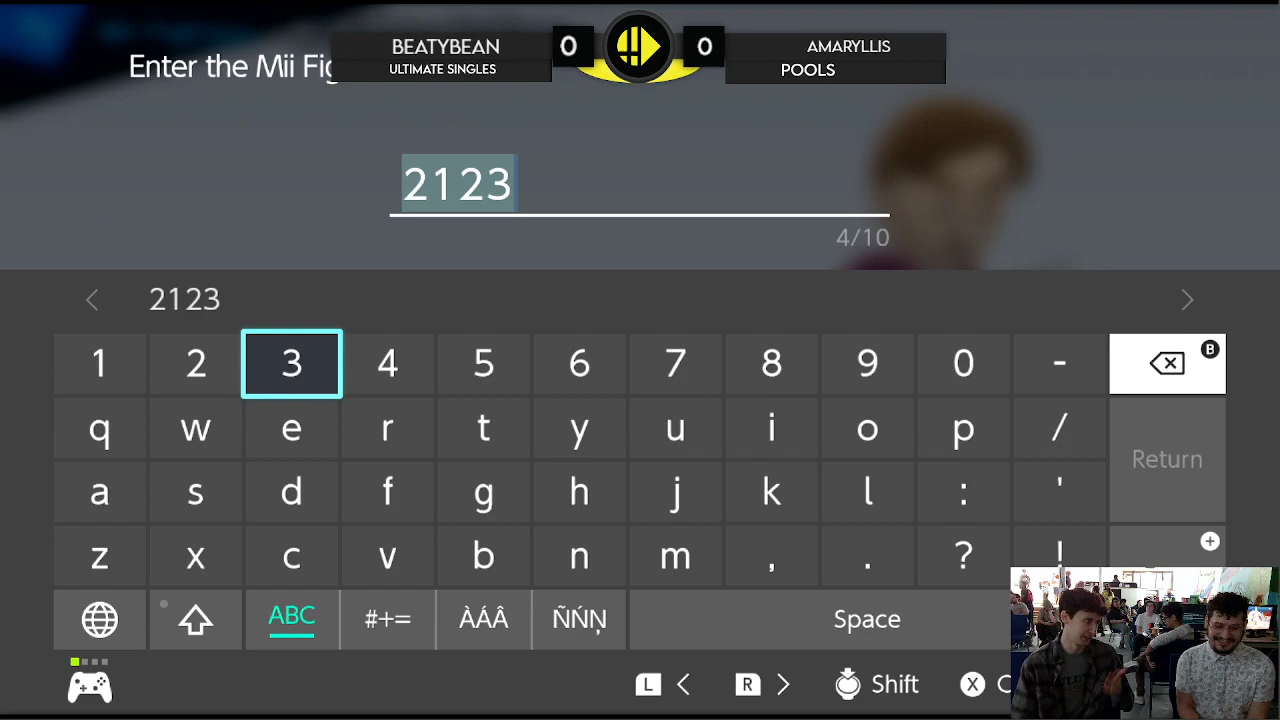 BEATYBEAN
ULTIMATE SINGLES
0
0
AMARYLLIS
POOLS
Enter the Mii Fig
2123
4/10
2123
1 2 3 4 5 6 7 8 9 0 - B
q w e r t y u i o p /
Return
a s d f g h j k l : '
z x c v b n m , . ? !
ABC #+= ÀÁÂ ÑŃŅ Space
L R Shift X